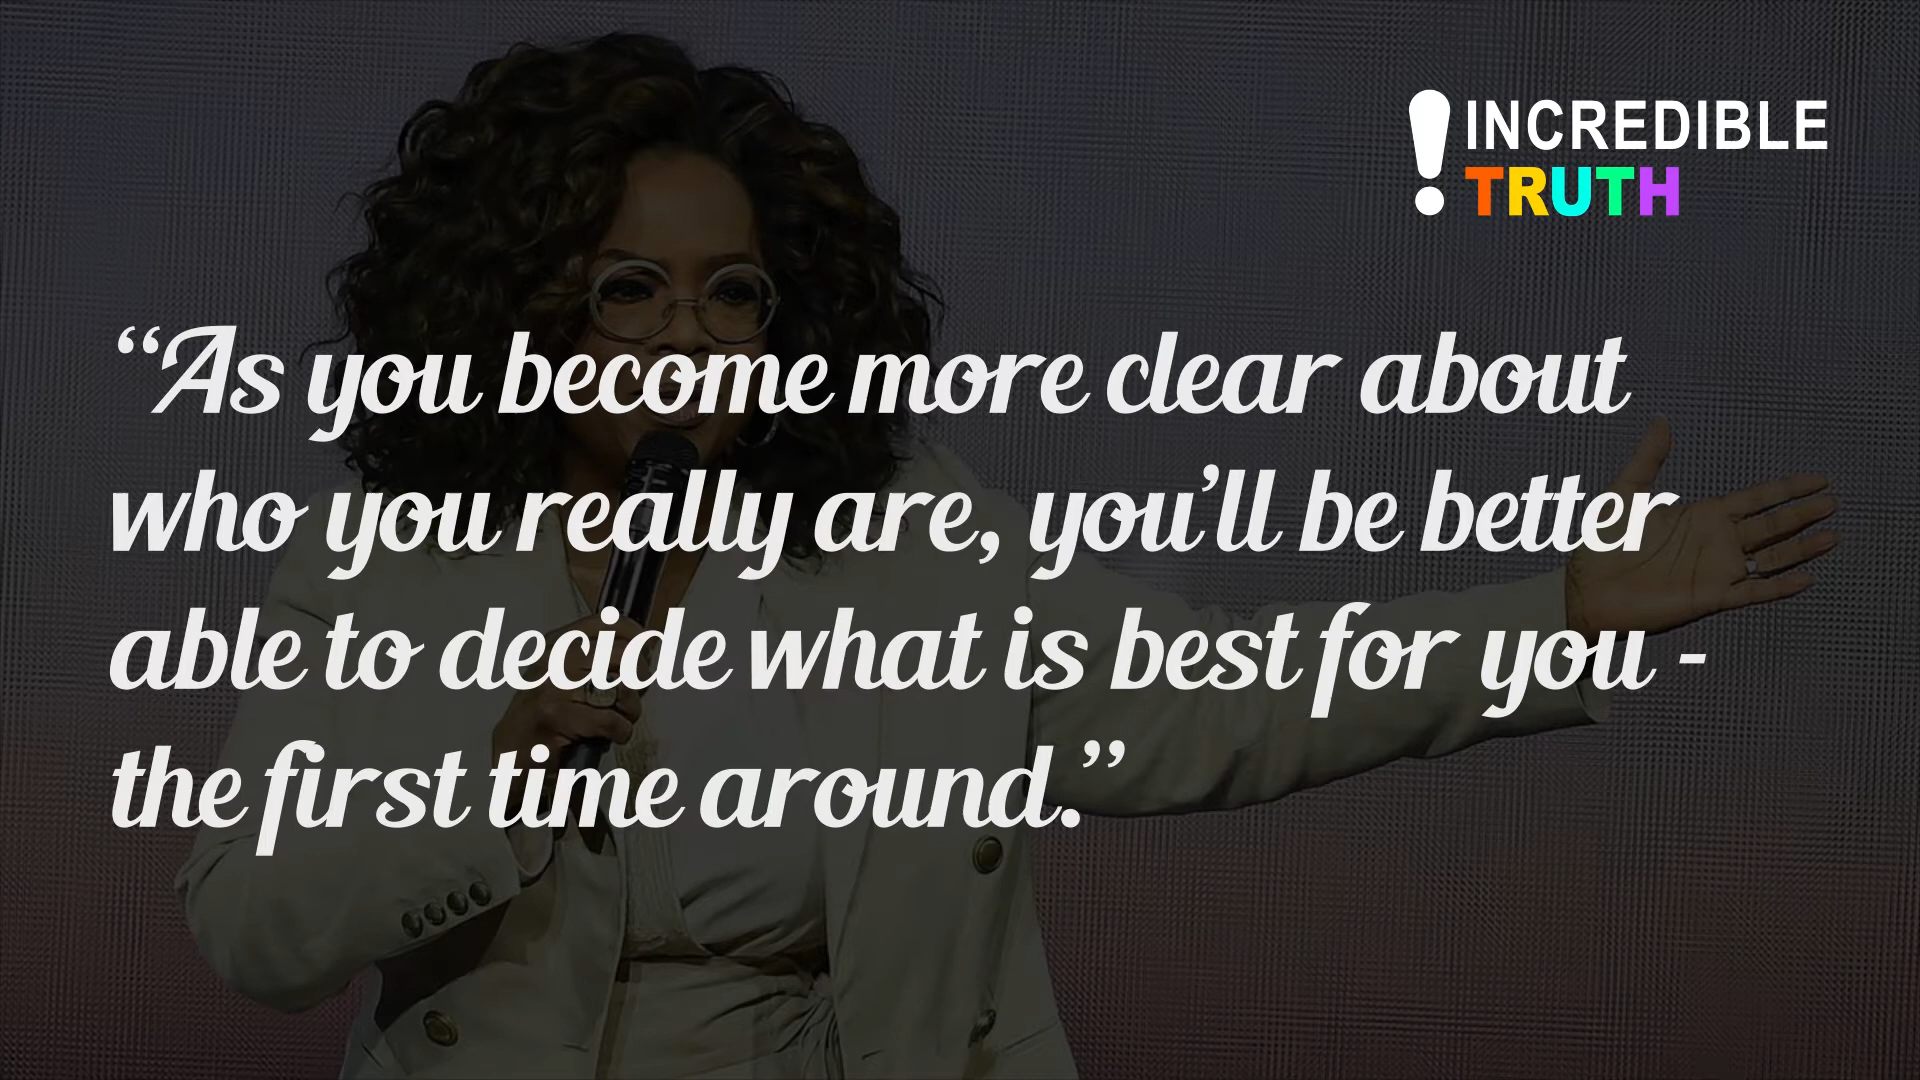 INCREDIBLE
TRUTH
“As you become more clear about
who you really are, you’ll be better
able to decide what is best for you -
the first time around.”